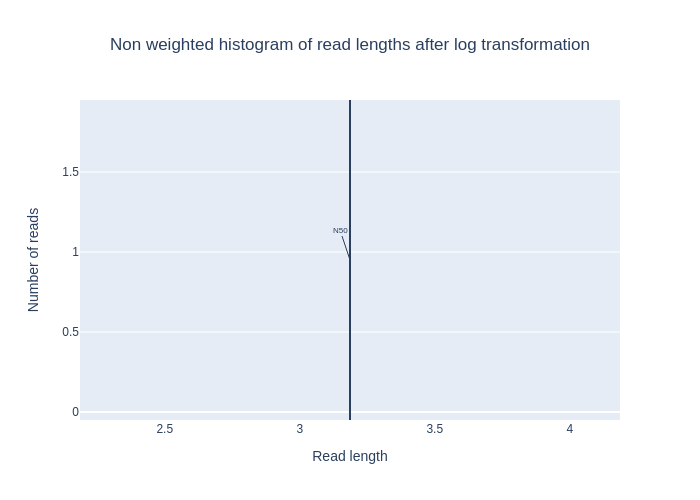 Non weighted histogram of read lengths after log transformation
1.5
N50
1
0.5
0
2.5
3
3.5
4
Number of reads
Read length